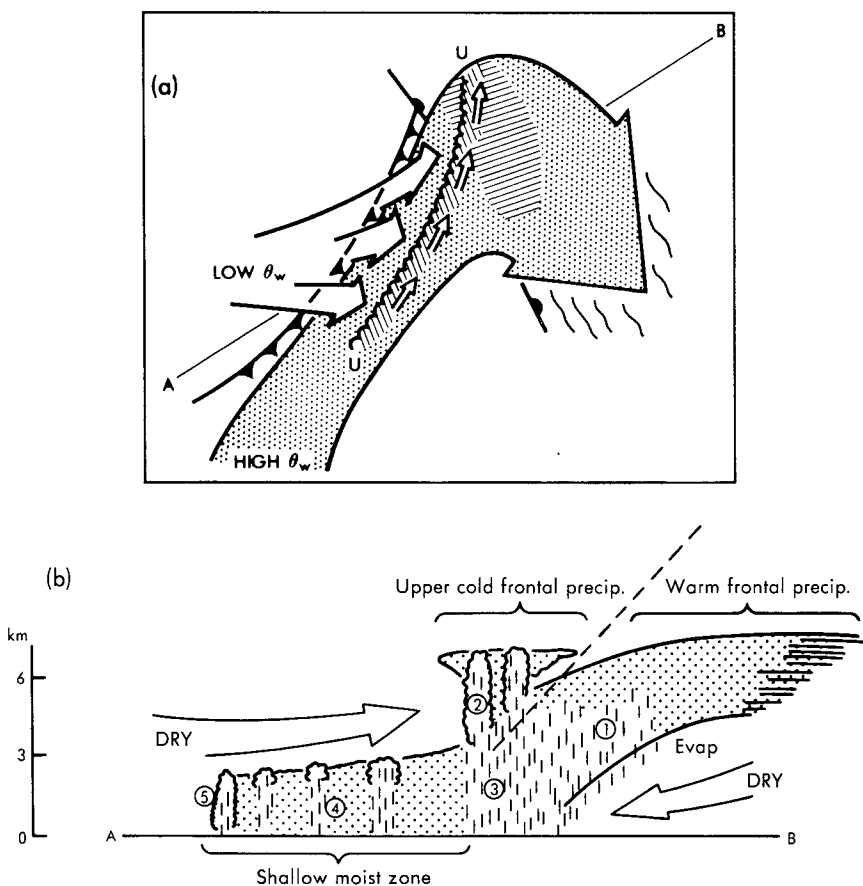 (a)
U
B
LOW θw
A
U
HIGH θw
(b)
Upper cold frontal precip.
Warm frontal precip.
km
6
3
0
DRY
②
①
③
⑤
④
Evap
DRY
A
B
Shallow moist zone